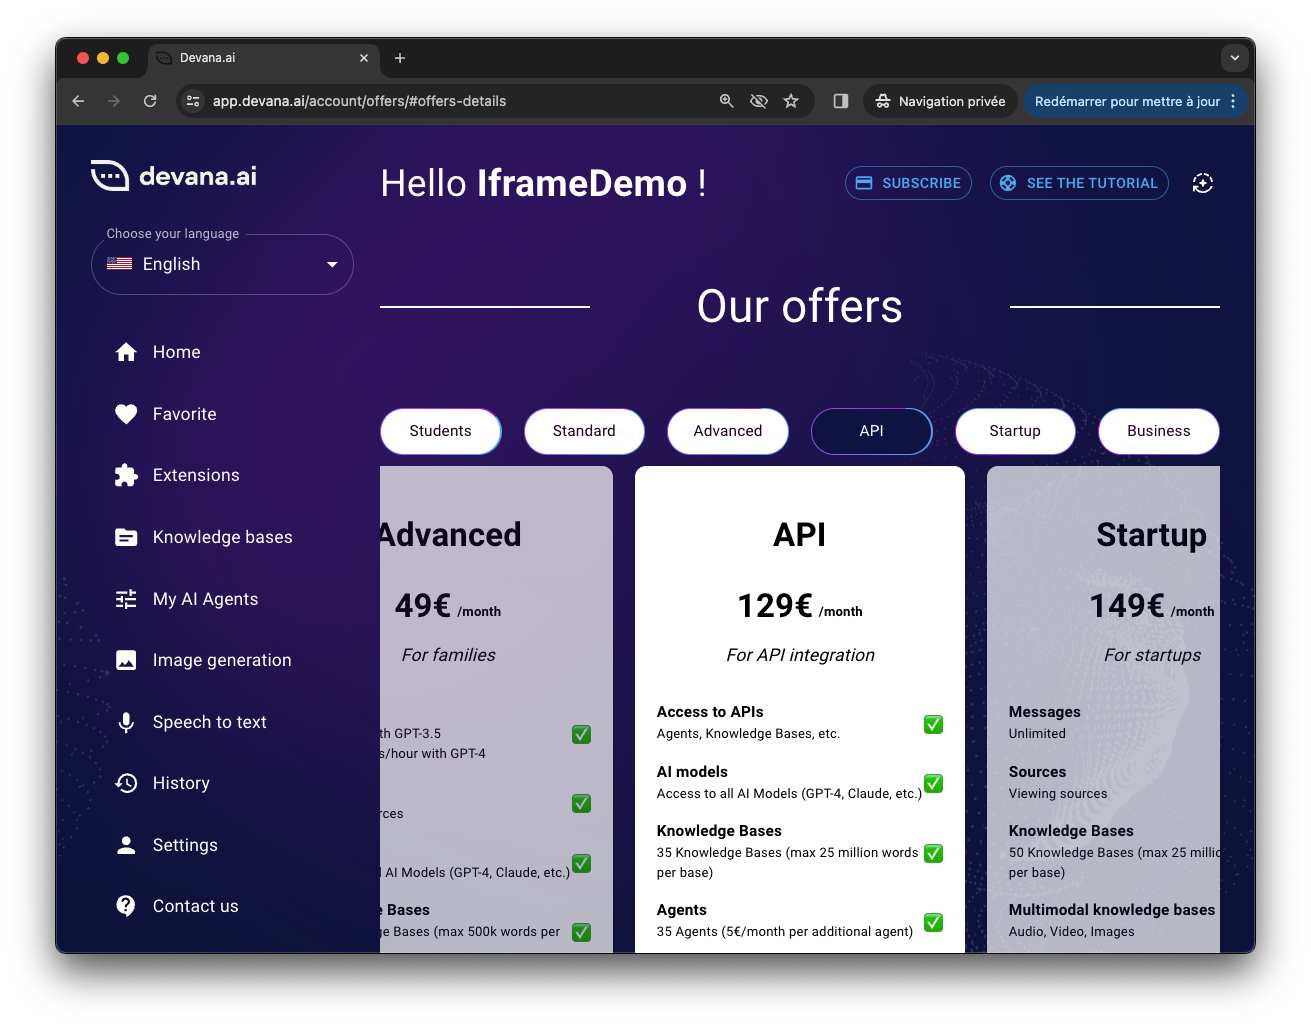 Devana.ai
app.devana.ai/account/offers/#offers-details
Navigation privée
Redémarrer pour mettre à jour
devana.ai
Hello IframeDemo !
SUBSCRIBE
SEE THE TUTORIAL
Choose your language
English
Home
Favorite
Extensions
Knowledge bases
My AI Agents
Image generation
Speech to text
History
Settings
Contact us
Our offers
Students
Standard
Advanced
API
Startup
Business
Advanced
49€ /month
For families
th GPT-3.5
s/hour with GPT-4
rces
AI Models (GPT-4, Claude, etc.)
e Bases
ge Bases (max 500k words per
API
129€ /month
For API integration
Access to APIs
Agents, Knowledge Bases, etc.
AI models
Access to all AI Models (GPT-4, Claude, etc.)
Knowledge Bases
35 Knowledge Bases (max 25 million words
per base)
Agents
35 Agents (5€/month per additional agent)
Startup
149€ /month
For startups
Messages
Unlimited
Sources
Viewing sources
Knowledge Bases
50 Knowledge Bases (max 25 millic
per base)
Multimodal knowledge bases
Audio, Video, Images